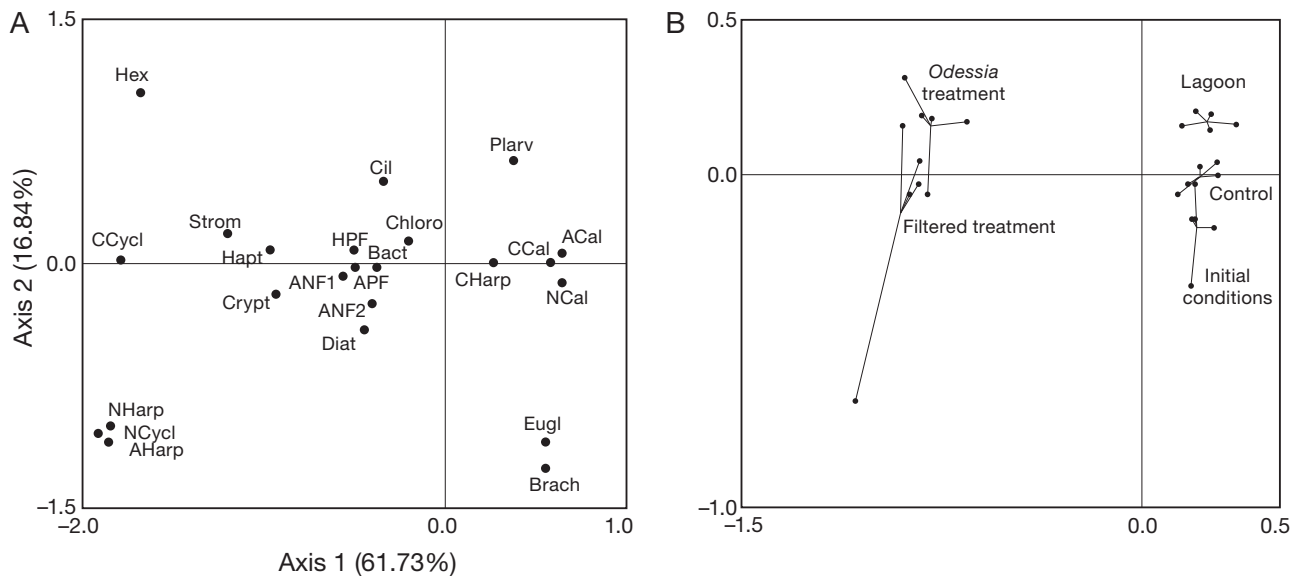 A
1.5
Hex
Plarv
Cil
Strom
Chloro
CCycl
HPF
ACal
Hapt
Bact
CCal
0.0
CHarp
ANF1
APF
NCal
Crypt
ANF2
Diat
NHarp
NCycl
AHarp
Eugl
Brach
−1.5
−2.0
0.0
1.0
Axis 1 (61.73%)
Axis 2 (16.84%)
B
0.5
Odessia
treatment
Lagoon
0.0
Control
Filtered treatment
Initial
conditions
−1.0
−1.5
0.0
0.5